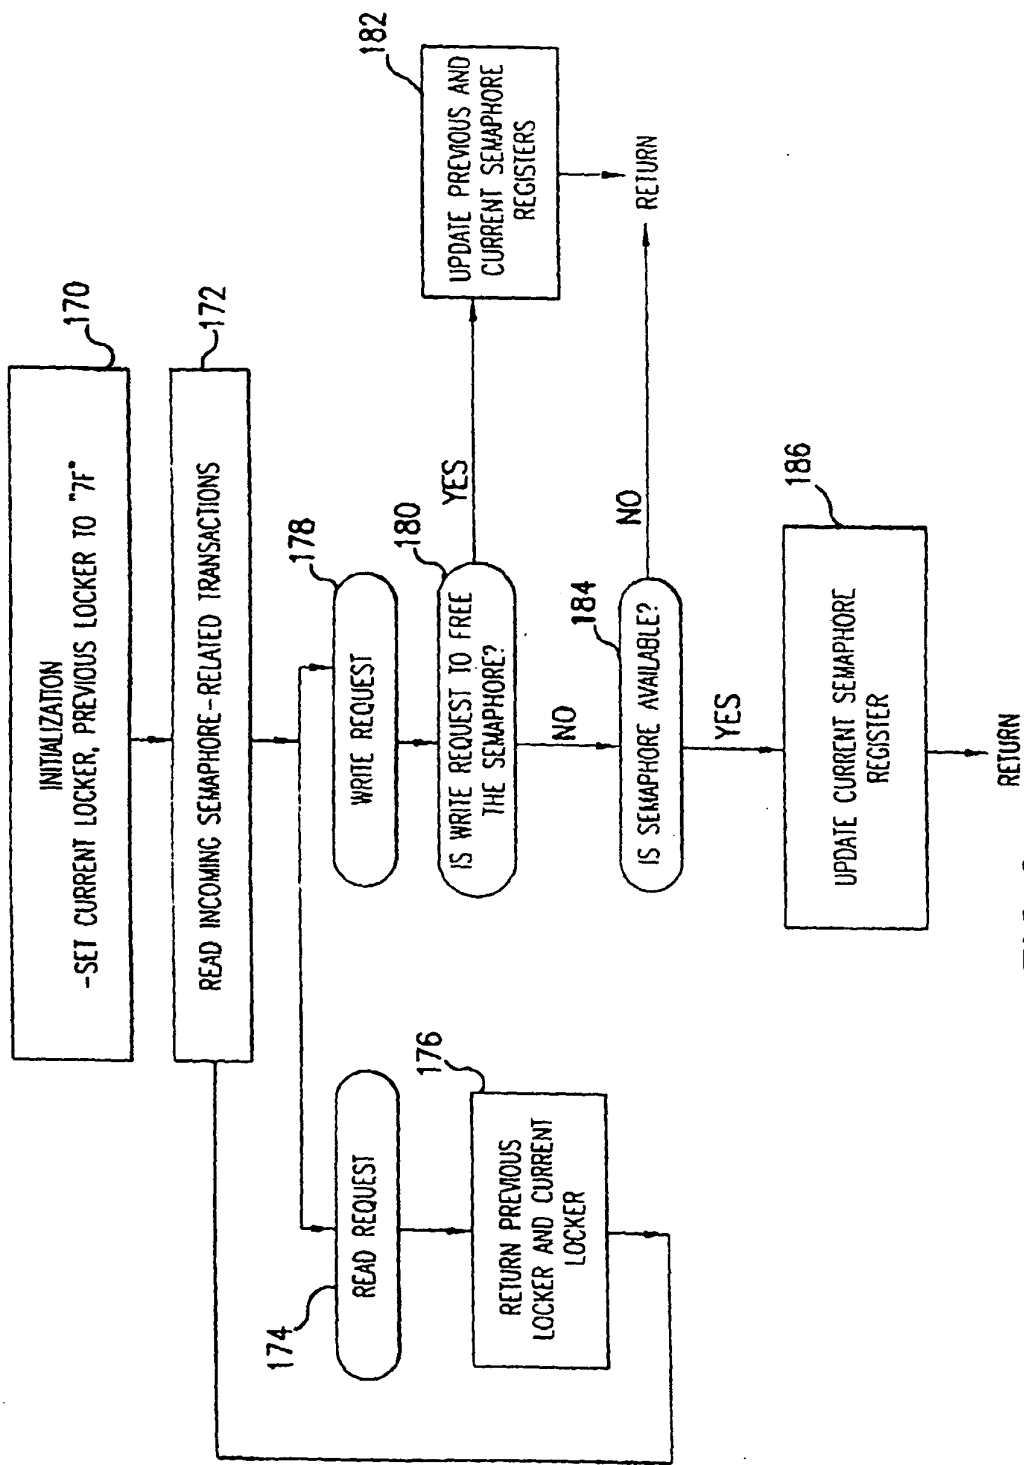 INITIALIZATION
-SET CURRENT LOCKER, PREVIOUS LOCKER TO "7F"
170
READ INCOMING SEMAPHORE-RELATED TRANSACTIONS
172
174
READ REQUEST
WRITE REQUEST
178
RETURN PREVIOUS
LOCKER AND CURRENT
LOCKER
176
IS WRITE REQUEST TO FREE
THE SEMAPHORE?
180
YES
UPDATE PREVIOUS AND
CURRENT SEMAPHORE
REGISTERS
182
RETURN
NO
IS SEMAPHORE AVAILABLE?
184
NO
YES
UPDATE CURRENT SEMAPHORE
REGISTER
186
RETURN